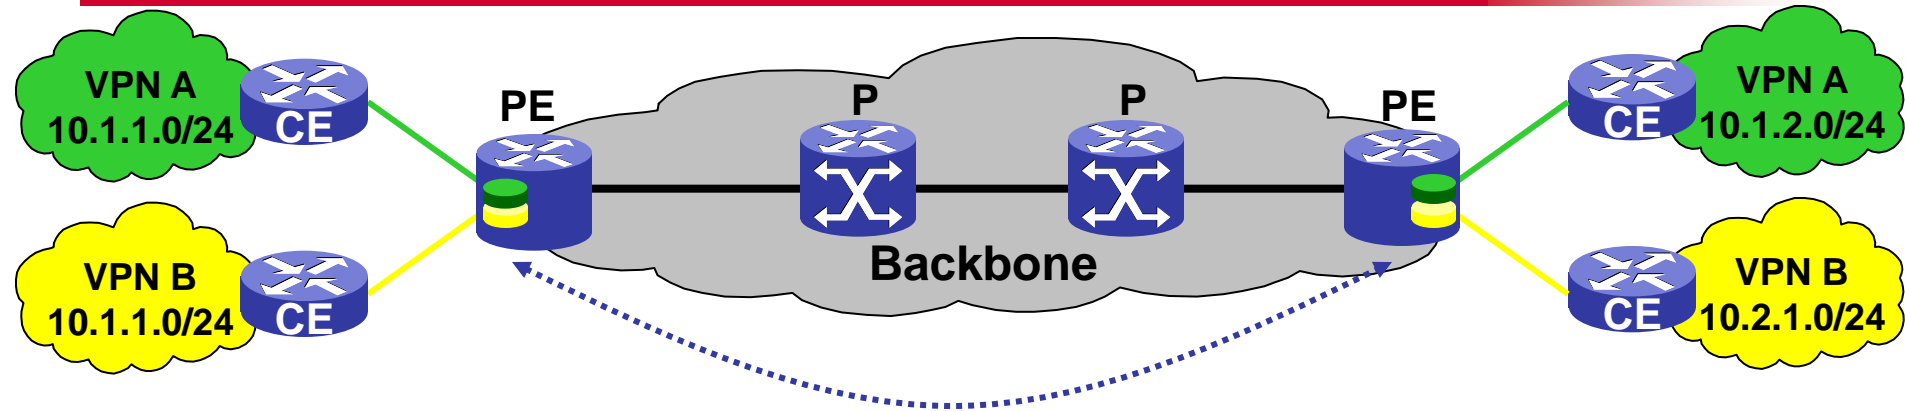 VPN A
10.1.1.0/24
CE
PE
P
P
PE
CE
VPN A
10.1.2.0/24
VPN B
10.1.1.0/24
CE
Backbone
CE
VPN B
10.2.1.0/24